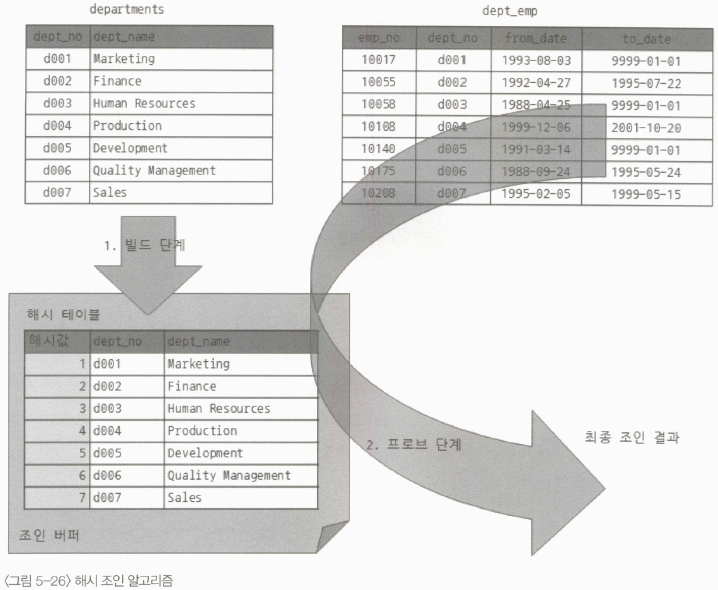 departments
dept_no dept_name
d001 Marketing
d002 Finance
d003 Human Resources
d004 Production
d005 Development
d006 Quality Management
d007 Sales
dept_emp
emp_no dept_no from_date to_date
10017 d001 1993-08-03 9999-01-01
10055 d002 1992-04-27 1995-07-22
10058 d003 1988-04-25 9999-01-01
10108 d004 1999-12-06 2001-10-20
10140 d005 1991-03-14 9999-01-01
10175 d006 1988-09-24 1995-05-24
10208 d007 1995-02-05 1999-05-15
1. 빌드 단계
해시 테이블
해시값 dept_no dept_name
1 d001 Marketing
2 d002 Finance
3 d003 Human Resources
4 d004 Production
5 d005 Development
6 d006 Quality Management
7 d007 Sales
조인 버퍼
2. 프로브 단계
최종 조인 결과
〈그림 5-26〉 해시 조인 알고리즘